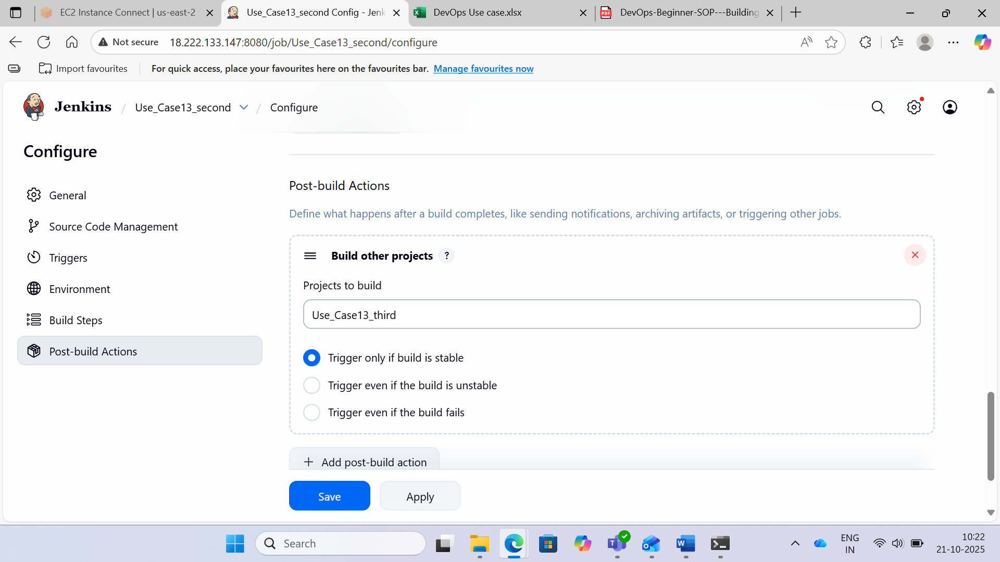 EC2 Instance Connect | us-east-2
Use_Case13_second Config - Jenk
DevOps Use case.xlsx
DevOps-Beginner-SOP---Building
Not secure
18.222.133.147:8080/job/Use_Case13_second/configure
Import favourites
For quick access, place your favourites here on the favourites bar. Manage favourites now
Jenkins / Use_Case13_second / Configure
Configure
General
Source Code Management
Triggers
Environment
Build Steps
Post-build Actions
Post-build Actions
Define what happens after a build completes, like sending notifications, archiving artifacts, or triggering other jobs.
Build other projects ?
Projects to build
Use_Case13_third
Trigger only if build is stable
Trigger even if the build is unstable
Trigger even if the build fails
+ Add post-build action
Save
Apply
Search
ENG
IN
10:22
21-10-2025